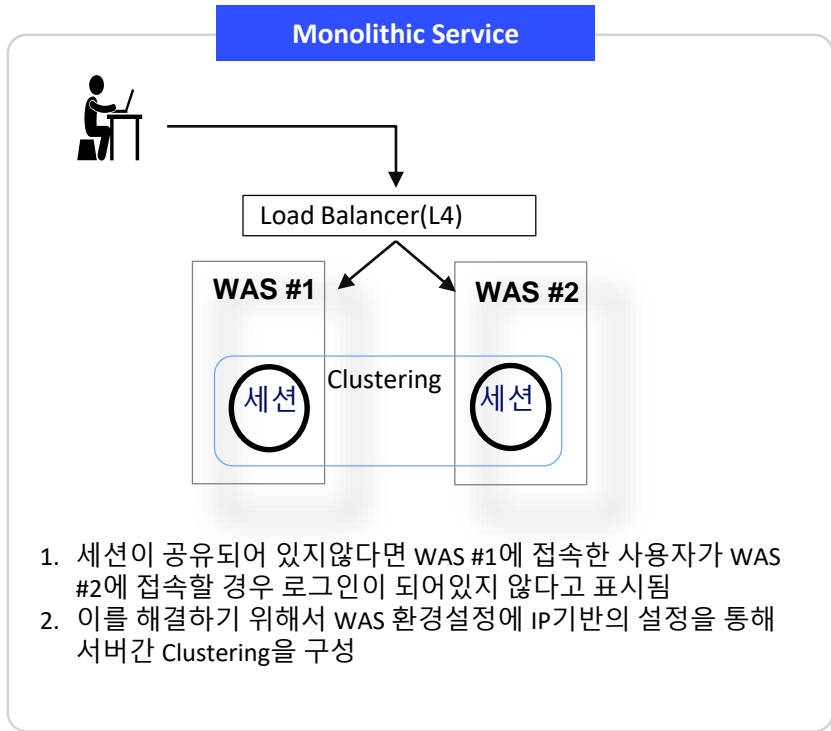 Monolithic Service
Load Balancer(L4)
WAS #1
WAS #2
Clustering
세션
세션
1. 세션이 공유되어 있지않다면 WAS #1에 접속한 사용자가 WAS
#2에 접속할 경우 로그인이 되어있지 않다고 표시됨
2. 이를 해결하기 위해서 WAS 환경설정에 IP기반의 설정을 통해
서버간 Clustering을 구성